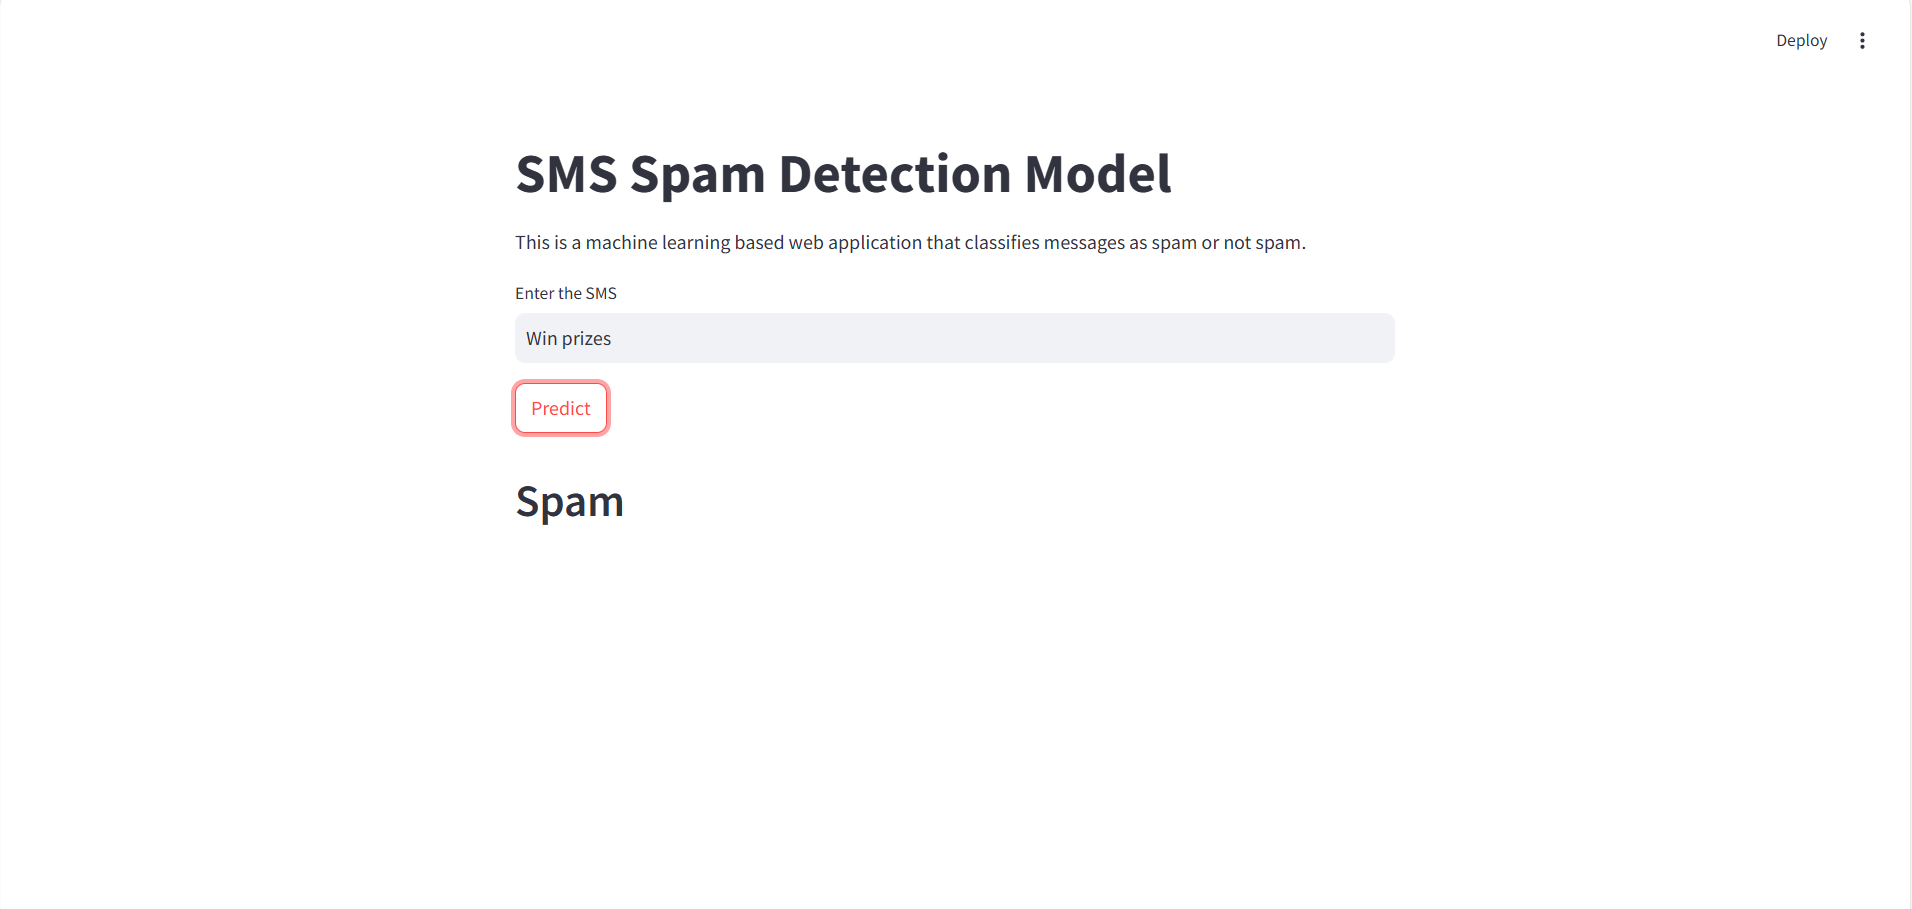 Deploy
SMS Spam Detection Model
This is a machine learning based web application that classifies messages as spam or not spam.
Enter the SMS
Win prizes
Predict
Spam